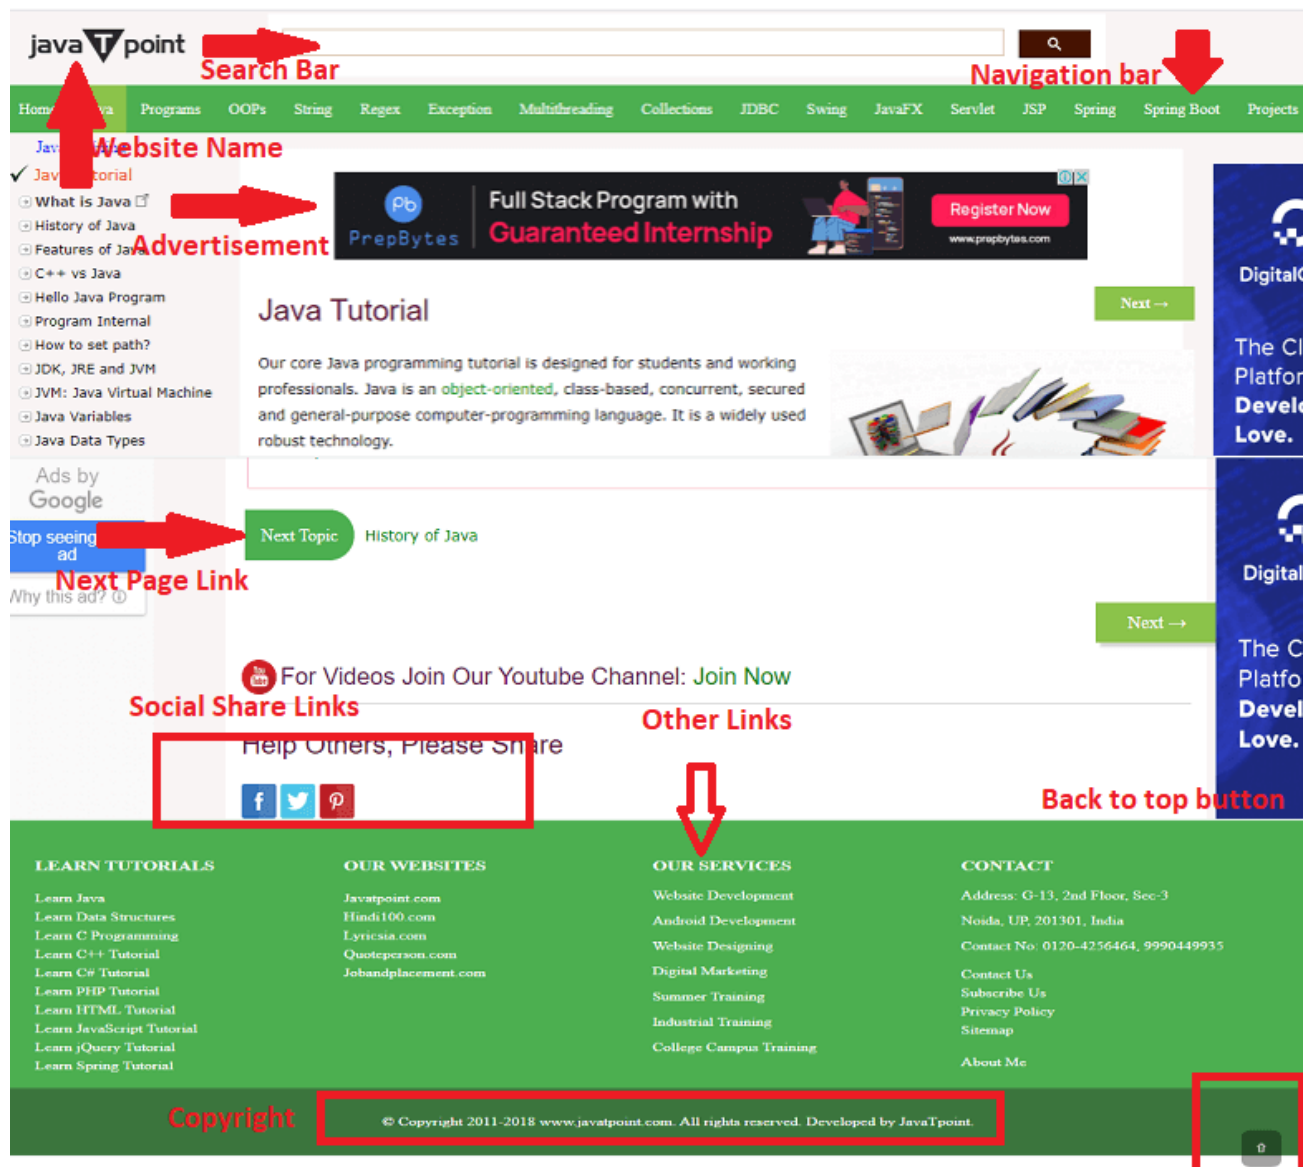 javaTpoint
Search Bar
Navigation bar
Home Java Programs OOPs String Regex Exception Multithreading Collections JDBC Swing JavaFX Servlet JSP Spring Spring Boot Projects
Website Name
Java Tutorial
What is Java
History of Java
Features of Java
C++ vs Java
Hello Java Program
Program Internal
How to set path?
JDK, JRE and JVM
JVM: Java Virtual Machine
Java Variables
Java Data Types
Advertisement
Pb
PrepBytes
Full Stack Program with
Guaranteed Internship
Register Now
www.prepbytes.com
Java Tutorial
Next →
Our core Java programming tutorial is designed for students and working
professionals. Java is an object-oriented, class-based, concurrent, secured
and general-purpose computer-programming language. It is a widely used
robust technology.
Digital
The Cl
Platfor
Develo
Love.
Ads by
Google
Stop seeing
ad
Why this ad?
Next Page Link
Next Topic History of Java
Next →
Digital
The C
Platfo
Devel
Love.
You
Tube
For Videos Join Our Youtube Channel: Join Now
Social Share Links
Other Links
Help Others, Please Share
f
Back to top button
LEARN TUTORIALS
Learn Java
Learn Data Structures
Learn C Programming
Learn C++ Tutorial
Learn C# Tutorial
Learn PHP Tutorial
Learn HTML Tutorial
Learn JavaScript Tutorial
Learn jQuery Tutorial
Learn Spring Tutorial
OUR WEBSITES
Javatpoint.com
Hindi100.com
Lyricsia.com
Quoteperson.com
Jobandplacement.com
OUR SERVICES
Website Development
Android Development
Website Designing
Digital Marketing
Summer Training
Industrial Training
College Campus Training
CONTACT
Address: G-13, 2nd Floor, Sec-3
Noida, UP, 201301, India
Contact No: 0120-4256464, 9990449935
Contact Us
Subscribe Us
Privacy Policy
Sitemap
About Me
Copyright
© Copyright 2011-2018 www.javatpoint.com. All rights reserved. Developed by JavaTpoint.